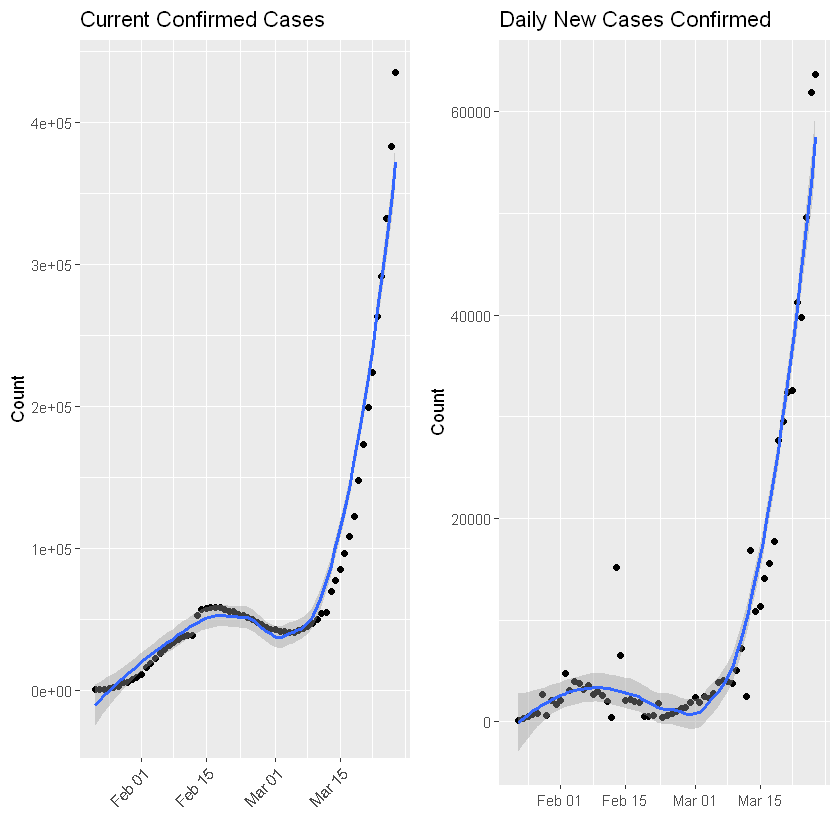 Current Confirmed Cases
Count
4e+05
3e+05
2e+05
1e+05
0e+00
Feb 01
Feb 15
Mar 01
Mar 15
Daily New Cases Confirmed
Count
60000
40000
20000
0
Feb 01
Feb 15
Mar 01
Mar 15